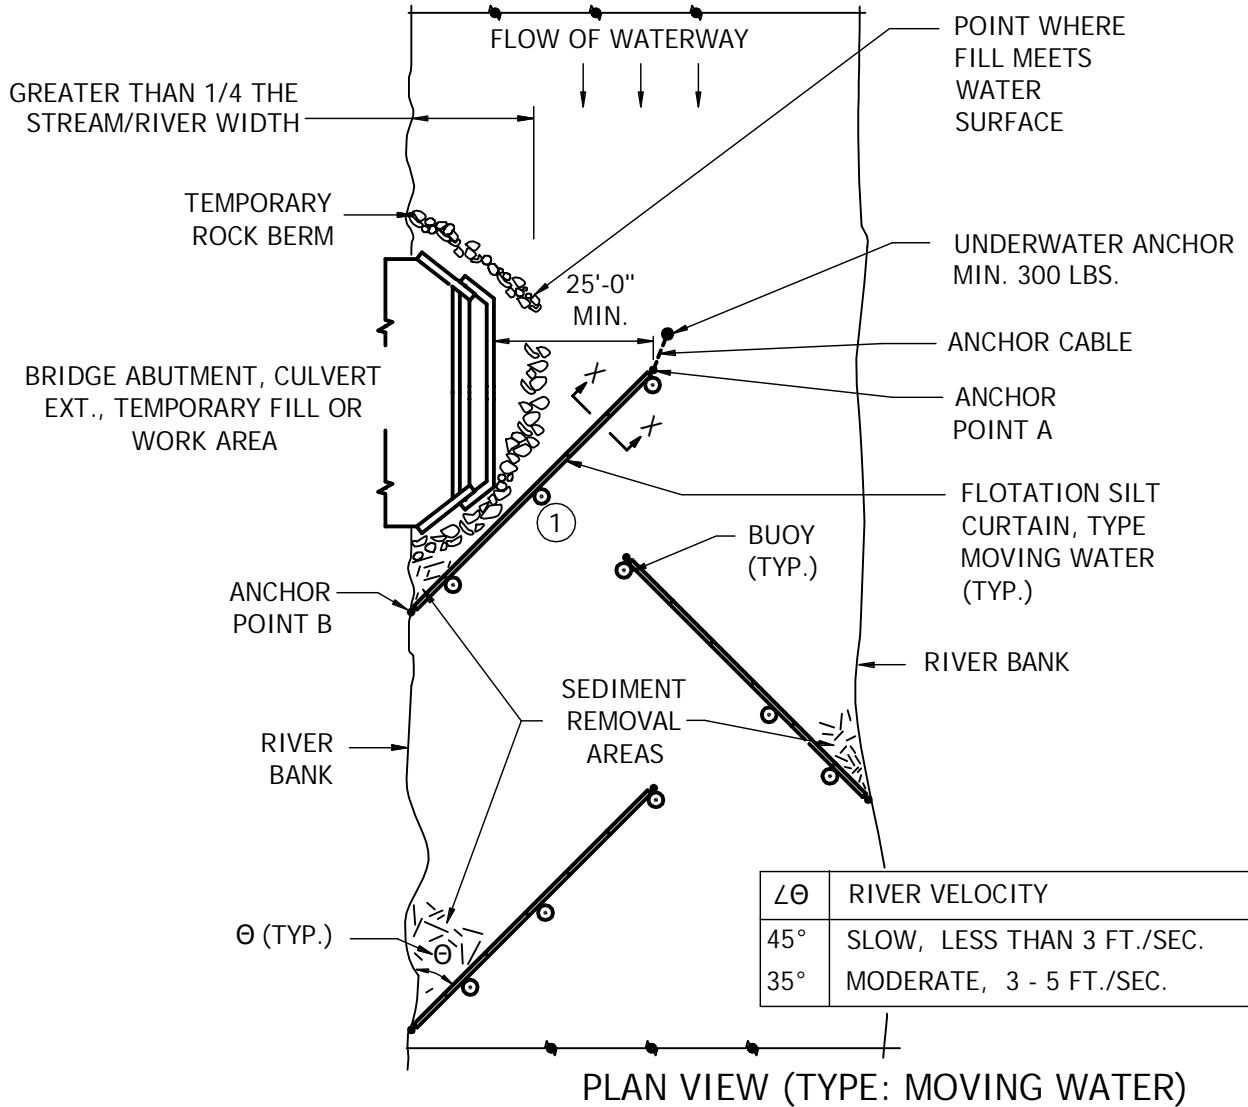 FLOW OF WATERWAY
POINT WHERE
FILL MEETS
WATER
SURFACE
GREATER THAN 1/4 THE
STREAM/RIVER WIDTH
TEMPORARY
ROCK BERM
25'-0"
MIN.
UNDERWATER ANCHOR
MIN. 300 LBS.
ANCHOR CABLE
BRIDGE ABUTMENT, CULVERT
EXT., TEMPORARY FILL OR
WORK AREA
X
X
ANCHOR
POINT A
1
FLOTATION SILT
CURTAIN, TYPE
MOVING WATER
(TYP.)
BUOY
(TYP.)
ANCHOR
POINT B
RIVER BANK
SEDIMENT
REMOVAL
AREAS
RIVER
BANK
Θ (TYP.)
Θ
∠Θ RIVER VELOCITY
45° SLOW, LESS THAN 3 FT./SEC.
35° MODERATE, 3 - 5 FT./SEC.
PLAN VIEW (TYPE: MOVING WATER)